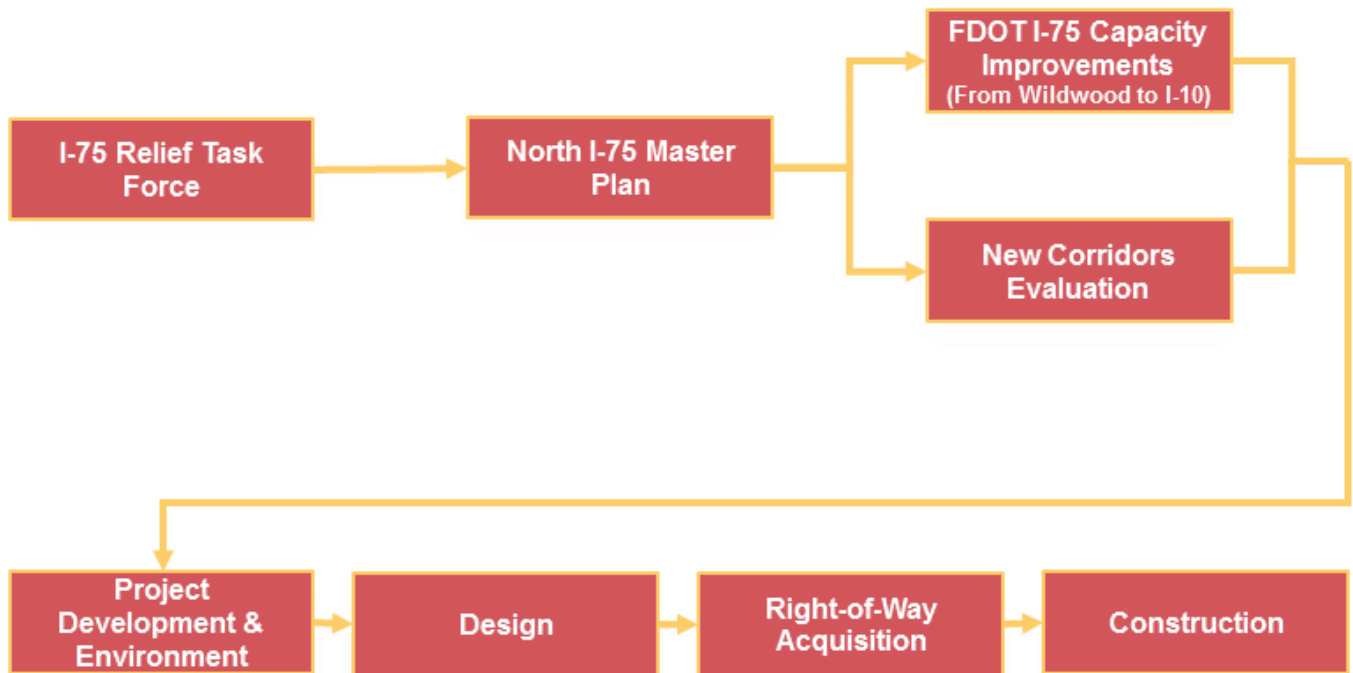 I-75 Relief Task
Force
North I-75 Master
Plan
FDOT I-75 Capacity
Improvements
(From Wildwood to I-10)
New Corridors
Evaluation
Project
Development &
Environment
Design
Right-of-Way
Acquisition
Construction